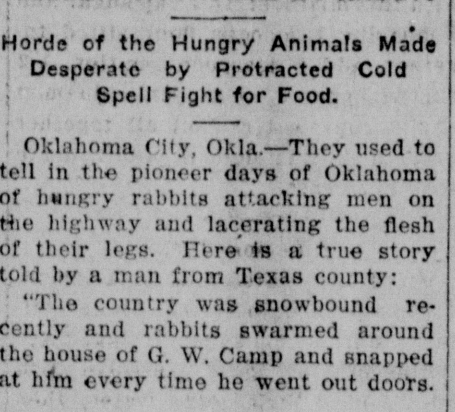 Horde of the Hungry Animals Made
Desperate by Protracted Cold
Spell Fight for Food.
Oklahoma City, Okla.—They used to
tell in the pioneer days of Oklahoma
of hungry rabbits attacking men on
the highway and lacerating the flesh
of their legs. Here is a true story
told by a man from Texas county:
"The country was snowbound re-
cently and rabbits swarmed around
the house of G. W. Camp and snapped
at him every time he went out doors.